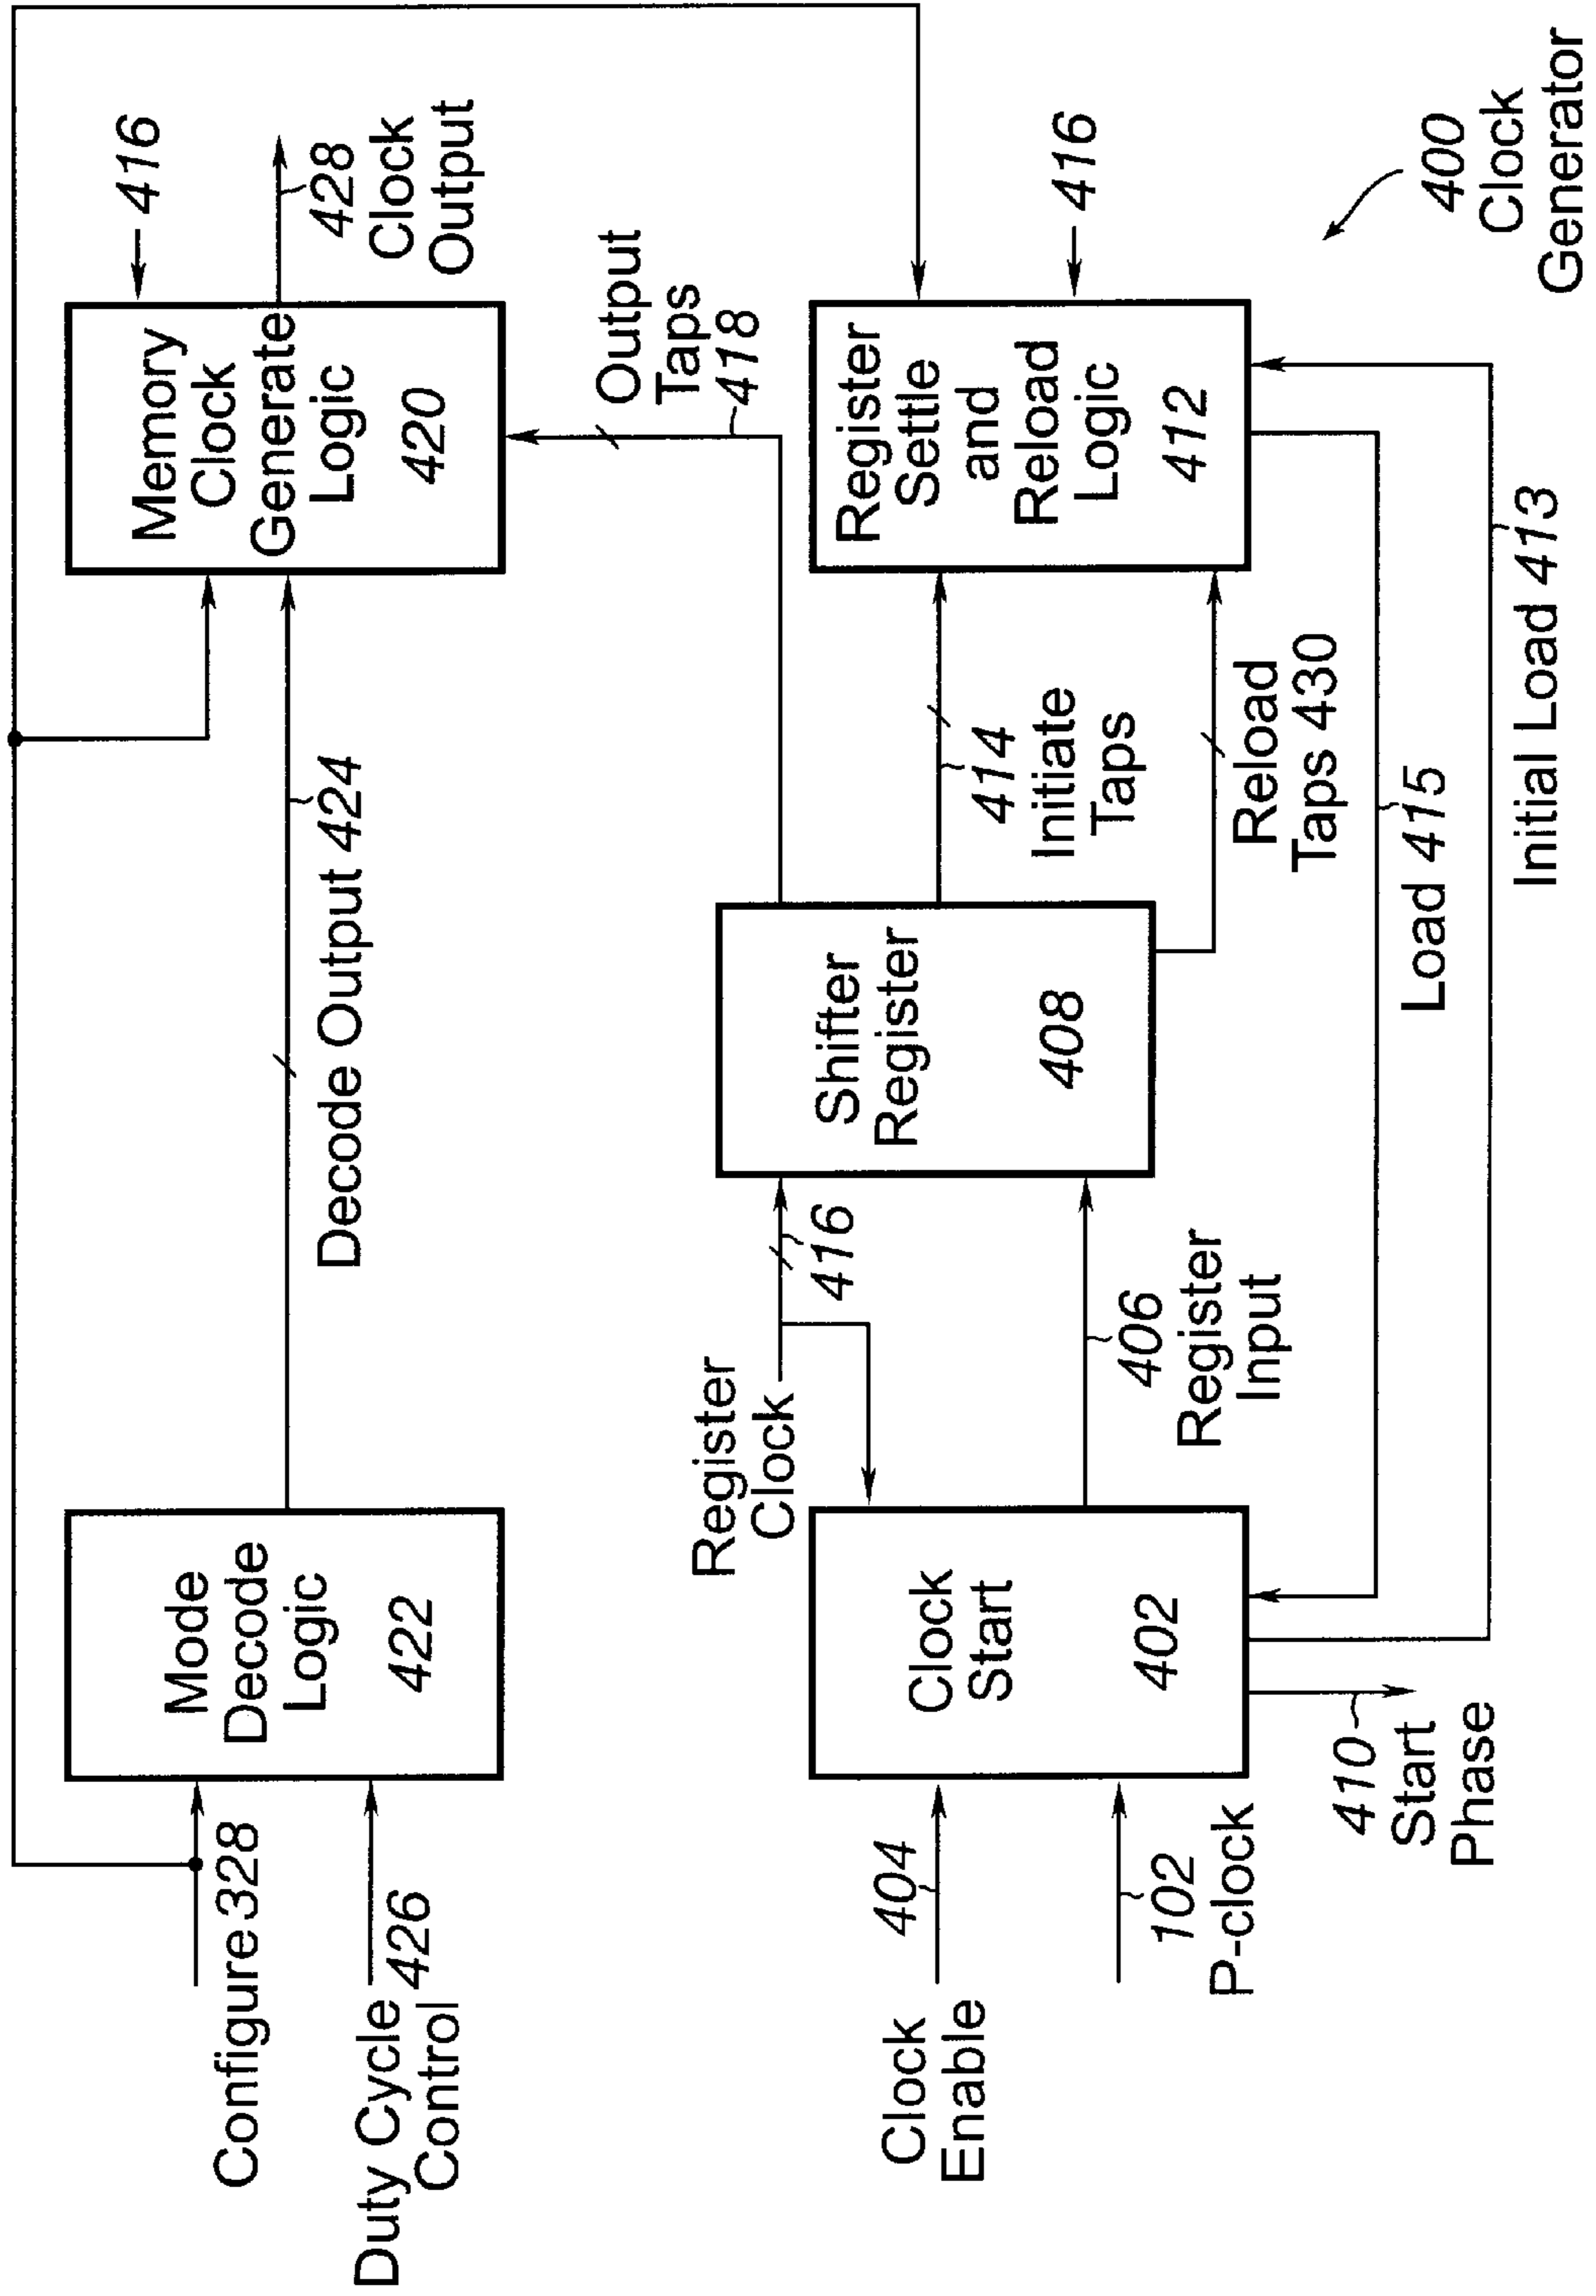 Configure 328
Duty Cycle 426
Control
Mode
Decode
Logic
422
Decode Output 424
Memory
Clock
Generate
Logic
420
416
428
Clock
Output
Output
Taps
418
Clock
Enable
404
102
P-clock
Clock
Start
402
410
Start
Phase
Register
Clock
416
406
Register
Input
Shifter
Register
408
414
Initiate
Taps
Reload
Taps 430
Register
Settle
and
Reload
Logic
412
416
Load 415
Initial Load 413
400
Clock
Generator